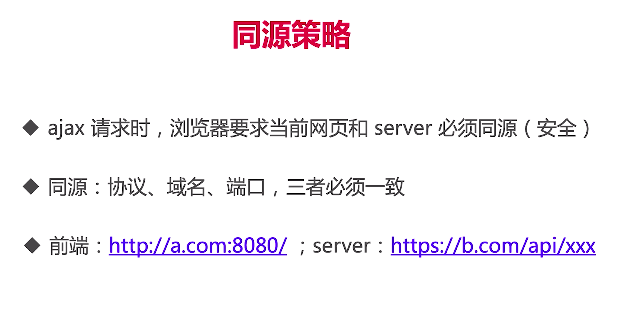 同源策略
◆ ajax 请求时，浏览器要求当前网页和 server 必须同源（安全）
◆ 同源：协议、域名、端口，三者必须一致
◆ 前端：http://a.com:8080/ ；server：https://b.com/api/xxx